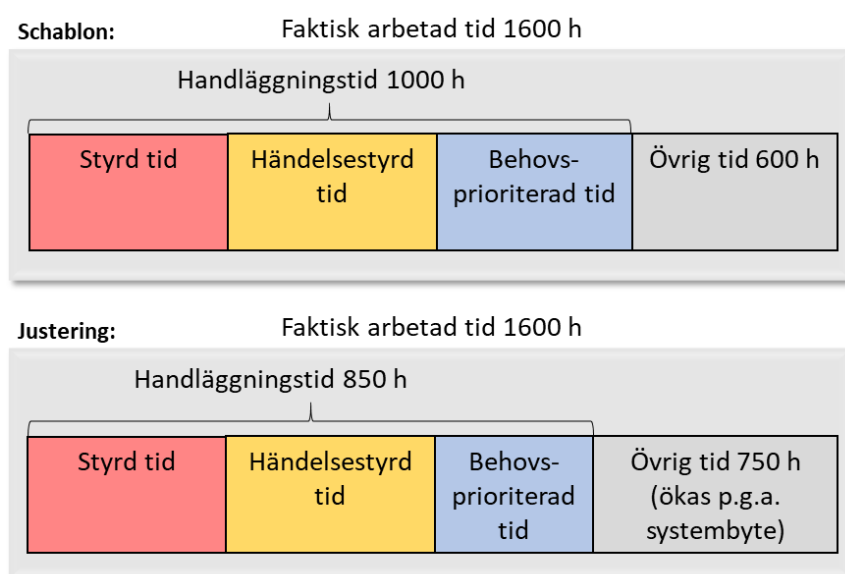 Schablon:
Faktisk arbetad tid 1600 h
Handläggningstid 1000 h
Styrd tid
Händelsestyrd
tid
Behovs-
prioriterad tid
Övrig tid 600 h
Justering:
Faktisk arbetad tid 1600 h
Handläggningstid 850 h
Styrd tid
Händelsestyrd
tid
Behovs-
prioriterad
tid
Övrig tid 750 h
(ökas p.g.a.
systembyte)